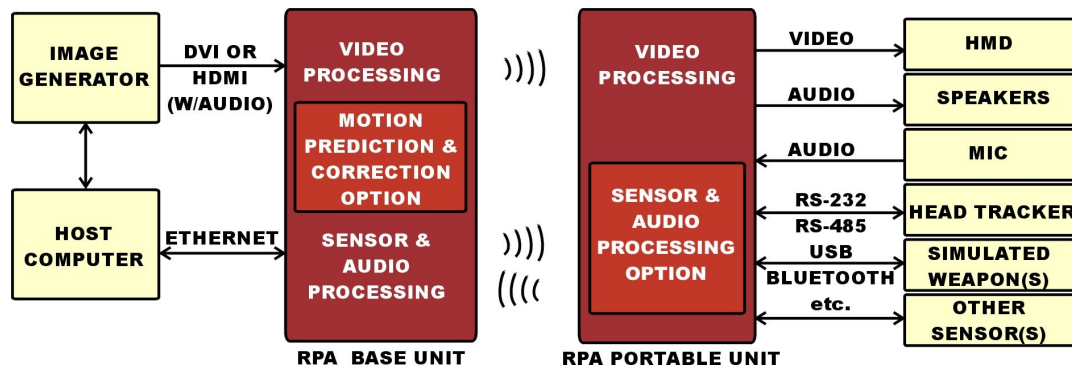 IMAGE
GENERATOR
DVI OR
HDMI
(W/AUDIO)
HOST
COMPUTER
ETHERNET
VIDEO
PROCESSING
MOTION
PREDICTION &
CORRECTION
OPTION
SENSOR &
AUDIO
PROCESSING
RPA BASE UNIT
VIDEO
PROCESSING
SENSOR &
AUDIO
PROCESSING
OPTION
RPA PORTABLE UNIT
VIDEO
AUDIO
AUDIO
RS-232
RS-485
USB
BLUETOOTH
etc.
HMD
SPEAKERS
MIC
HEAD TRACKER
SIMULATED
WEAPON(S)
OTHER
SENSOR(S)